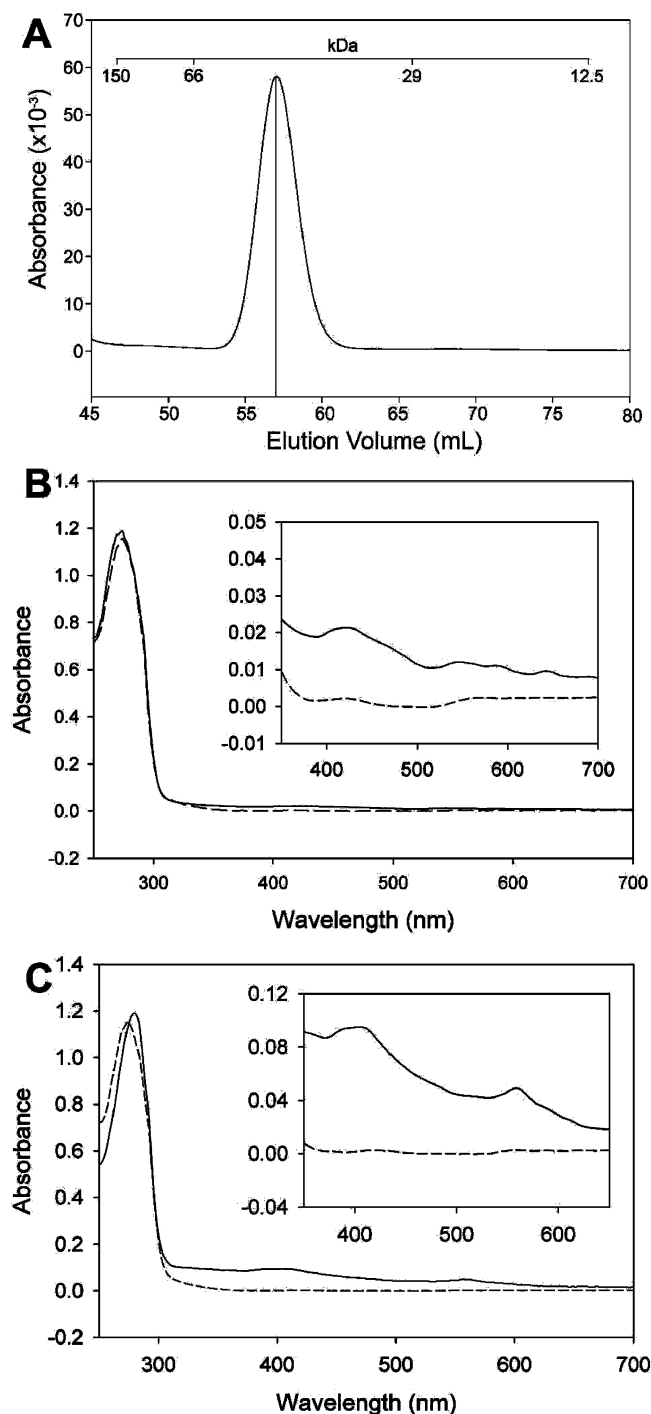 A
kDa
150 66 29 12.5
70
60
50
40
30
20
10
0
Absorbance (x10⁻³)
45 50 55 60 65 70 75 80
Elution Volume (mL)
B
1.4
1.2
1.0
0.8
0.6
0.4
0.2
0.0
-0.2
Absorbance
0.05
0.04
0.03
0.02
0.01
0.00
-0.01
400 500 600 700
300 400 500 600 700
Wavelength (nm)
C
1.4
1.2
1.0
0.8
0.6
0.4
0.2
0.0
-0.2
Absorbance
0.12
0.08
0.04
0.00
-0.04
400 500 600
300 400 500 600 700
Wavelength (nm)